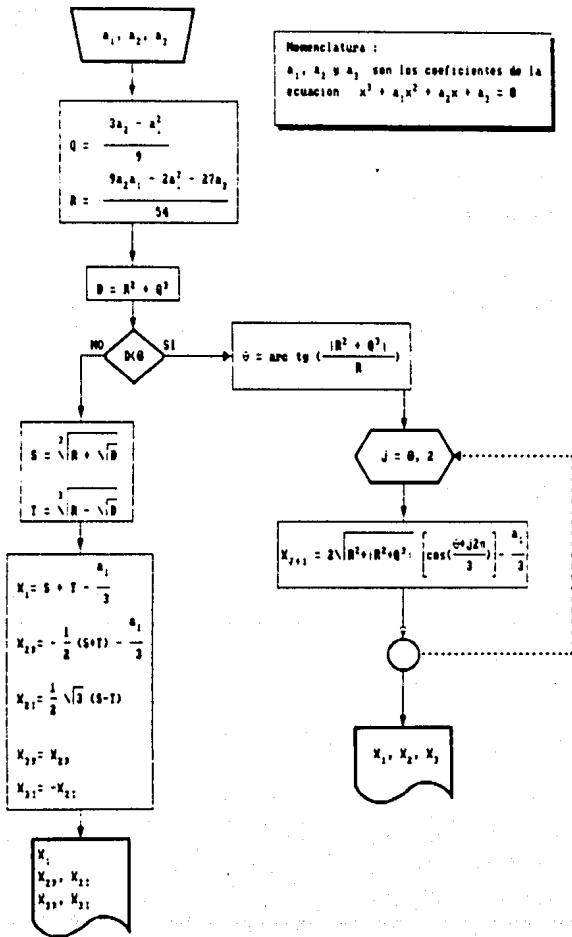 a₁, a₂, a₃
Nomenclatura :
a₁, a₂ y a₃ son los coeficientes de la
ecuación x³ + a₁x² + a₂x + a₃ = 0
Q = (3a₂ - a₁²) / 9
R = (9a₂a₁ - 2a₁³ - 27a₃) / 54
D = R² + Q³
NO
D<0
SI
θ = arc tg (|R² + Q³| / R)
S = ³√(R + √D)
T = ³√(R - √D)
j = 0, 2
X₁ = S + T - a₁/3
X₂ᵣ = - 1/2 (S+T) - a₁/3
X₂ᵢ = 1/2 √3 (S-T)
X₃ᵣ = X₂ᵣ
X₃ᵢ = -X₂ᵢ
Xⱼ₊₁ = 2√(R²+|R²+Q³|) [cos((θ+j2π)/3)] - a₁/3
X₁, X₂, X₃
X₁
X₂ᵣ, X₂ᵢ
X₃ᵣ, X₃ᵢ